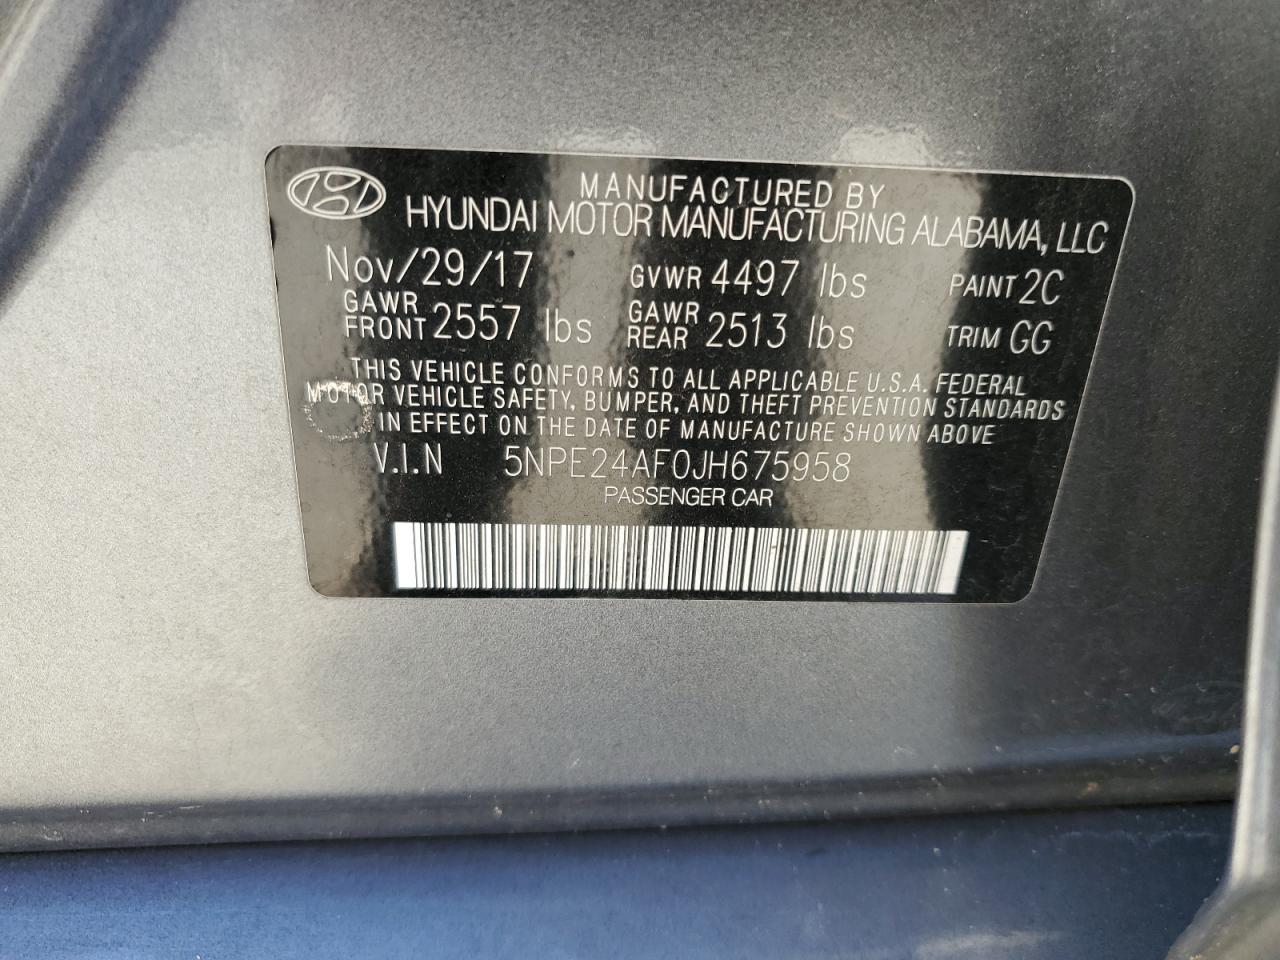 MANUFACTURED BY
HYUNDAI MOTOR MANUFACTURING ALABAMA, LLC
Nov/29/17 GVWR 4497 lbs PAINT 2C
GAWR FRONT 2557 lbs GAWR REAR 2513 lbs TRIM GG
THIS VEHICLE CONFORMS TO ALL APPLICABLE U.S.A. FEDERAL
MOTOR VEHICLE SAFETY, BUMPER, AND THEFT PREVENTION STANDARDS
IN EFFECT ON THE DATE OF MANUFACTURE SHOWN ABOVE
V.I.N 5NPE24AF0JH675958
PASSENGER CAR